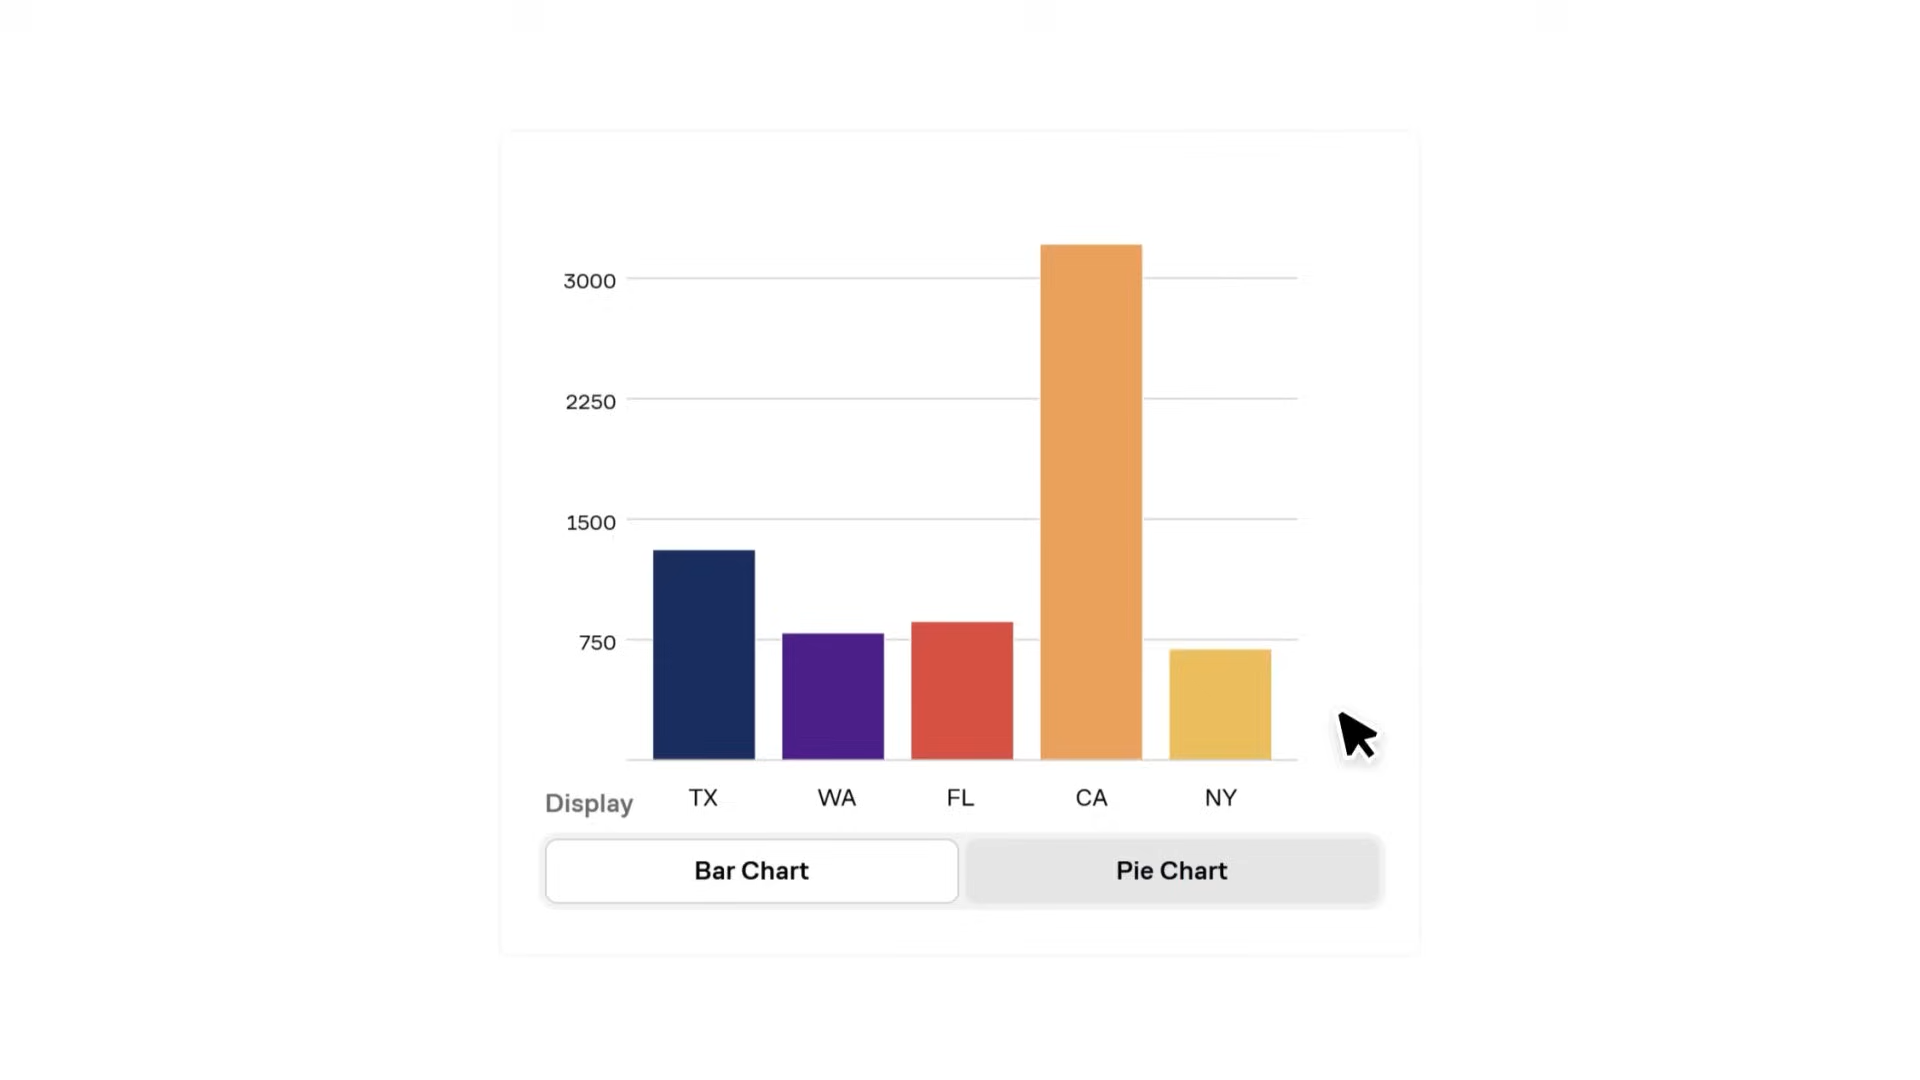 3000
2250
1500
750
TX WA FL CA NY
Display
Bar Chart Pie Chart